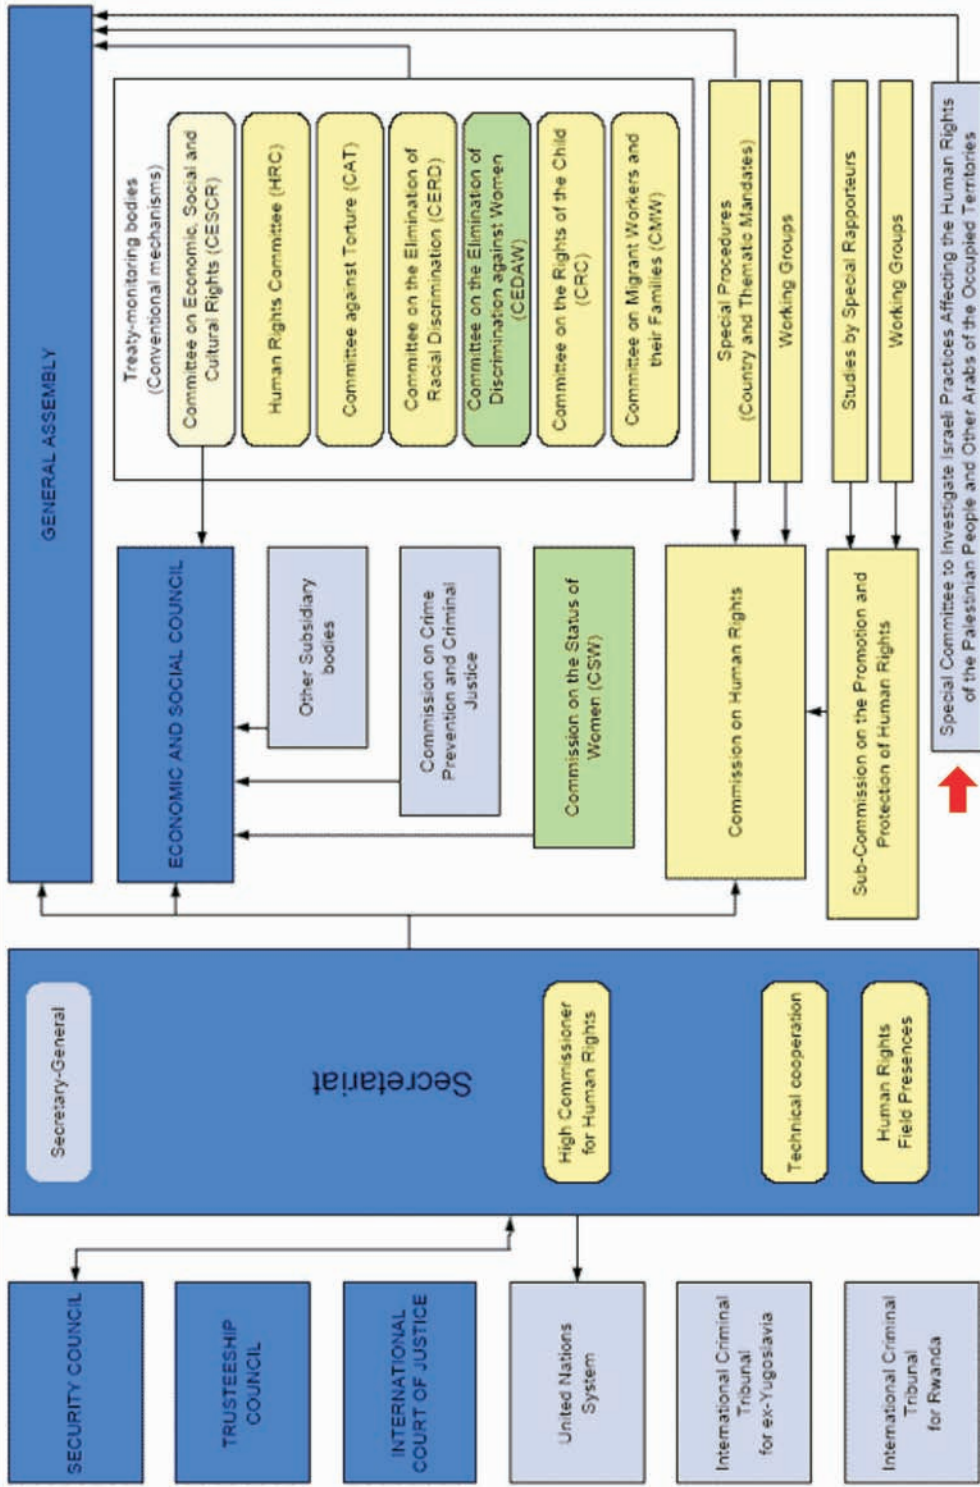 SECURITY COUNCIL
TRUSTEESHIP
COUNCIL
INTERNATIONAL
COURT OF JUSTICE
United Nations
System
International Criminal
Tribunal
for ex-Yugoslavia
International Criminal
Tribunal
for Rwanda
Secretariat
Secretary-General
High Commissioner
for Human Rights
Technical cooperation
Human Rights
Field Presences
GENERAL ASSEMBLY
ECONOMIC AND SOCIAL COUNCIL
Other Subsidiary
bodies
Commission on Crime
Prevention and Criminal
Justice
Commission on the Status of
Women (CSW)
Commission on Human Rights
Sub-Commission on the Promotion and
Protection of Human Rights
Treaty-monitoring bodies
(Conventional mechanisms)
Committee on Economic, Social and
Cultural Rights (CESCR)
Human Rights Committee (HRC)
Committee against Torture (CAT)
Committee on the Elimination of
Racial Discrimination (CERD)
Committee on the Elimination of
Discrimination against Women
(CEDAW)
Committee on the Rights of the Child
(CRC)
Committee on Migrant Workers and
their Families (CMW)
Special Procedures
(Country and Thematic Mandates)
Working Groups
Studies by Special Rapporteurs
Working Groups
Special Committee to Investigate Israeli Practices Affecting the Human Rights
of the Palestinian People and Other Arabs of the Occupied Territories